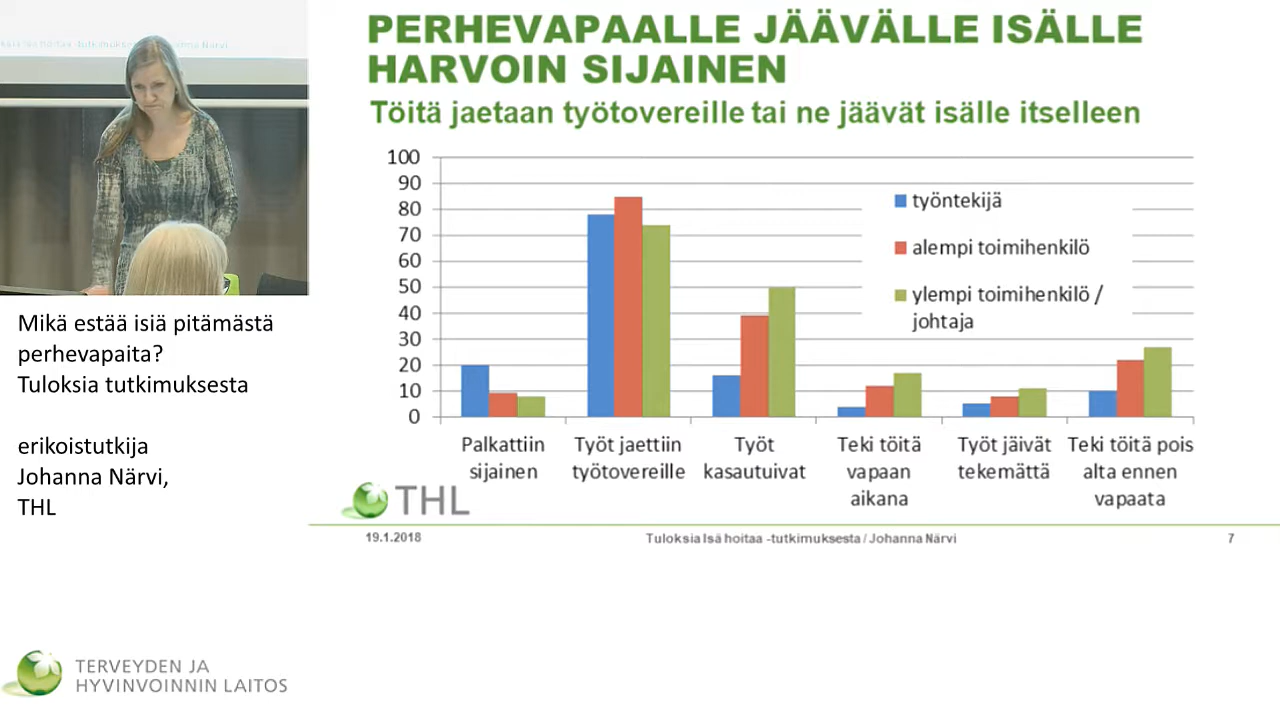 PERHEVAPAALLE JÄÄVÄLLE ISÄLLE
HARVOIN SIJAINEN
Töitä jaetaan työtovereille tai ne jäävät isälle itselleen
100
90
80
70
60
50
40
30
20
10
0
työntekijä
alempi toimihenkilö
ylempi toimihenkilö /
johtaja
Palkattiin
sijainen
Työt jaettiin
työtovereille
Työt
kasautuivat
Teki töitä
vapaan
aikana
Työt jäivät
tekemättä
Teki töitä pois
alta ennen
vapaata
THL
19.1.2018
Tuloksia Isä hoitaa -tutkimuksesta / Johanna Närvi
7
Mikä estää isiä pitämästä
perhevapaita?
Tuloksia tutkimuksesta
erikoistutkija
Johanna Närvi,
THL
TERVEYDEN JA
HYVINVOINNIN LAITOS